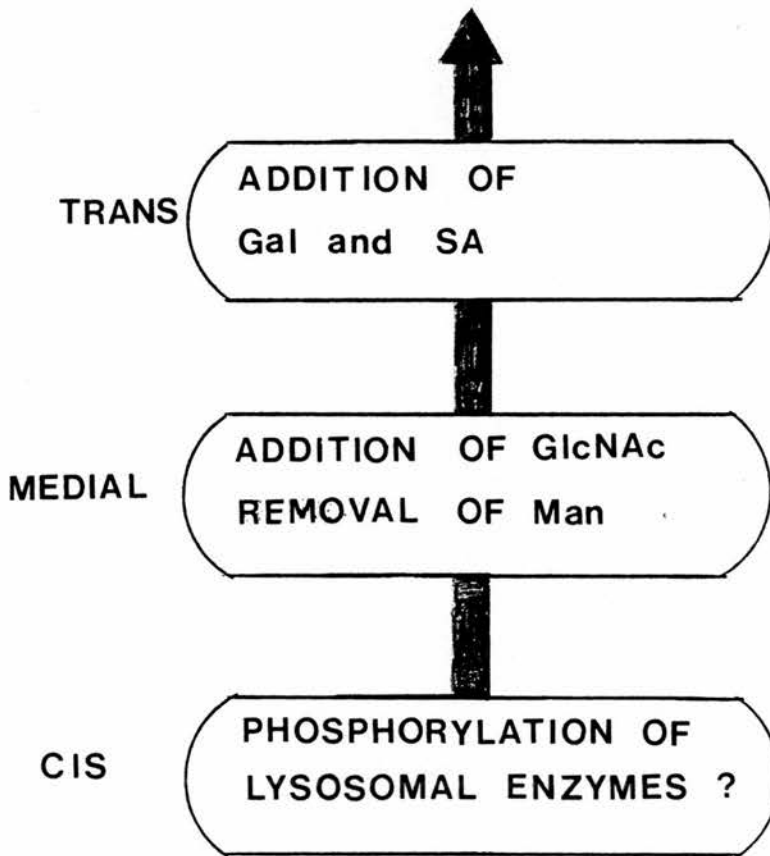 TRANS
ADDITION OF
Gal and SA
MEDIAL
ADDITION OF GlcNAc
REMOVAL OF Man
CIS
PHOSPHORYLATION OF
LYSOSOMAL ENZYMES ?